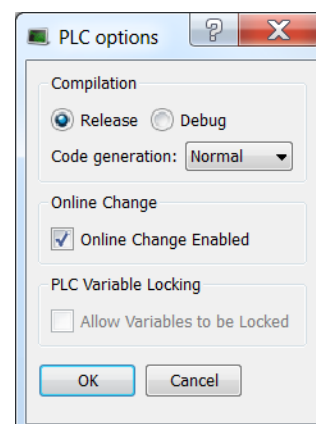 PLC options
Compilation
Release Debug
Code generation: Normal
Online Change
Online Change Enabled
PLC Variable Locking
Allow Variables to be Locked
OK Cancel